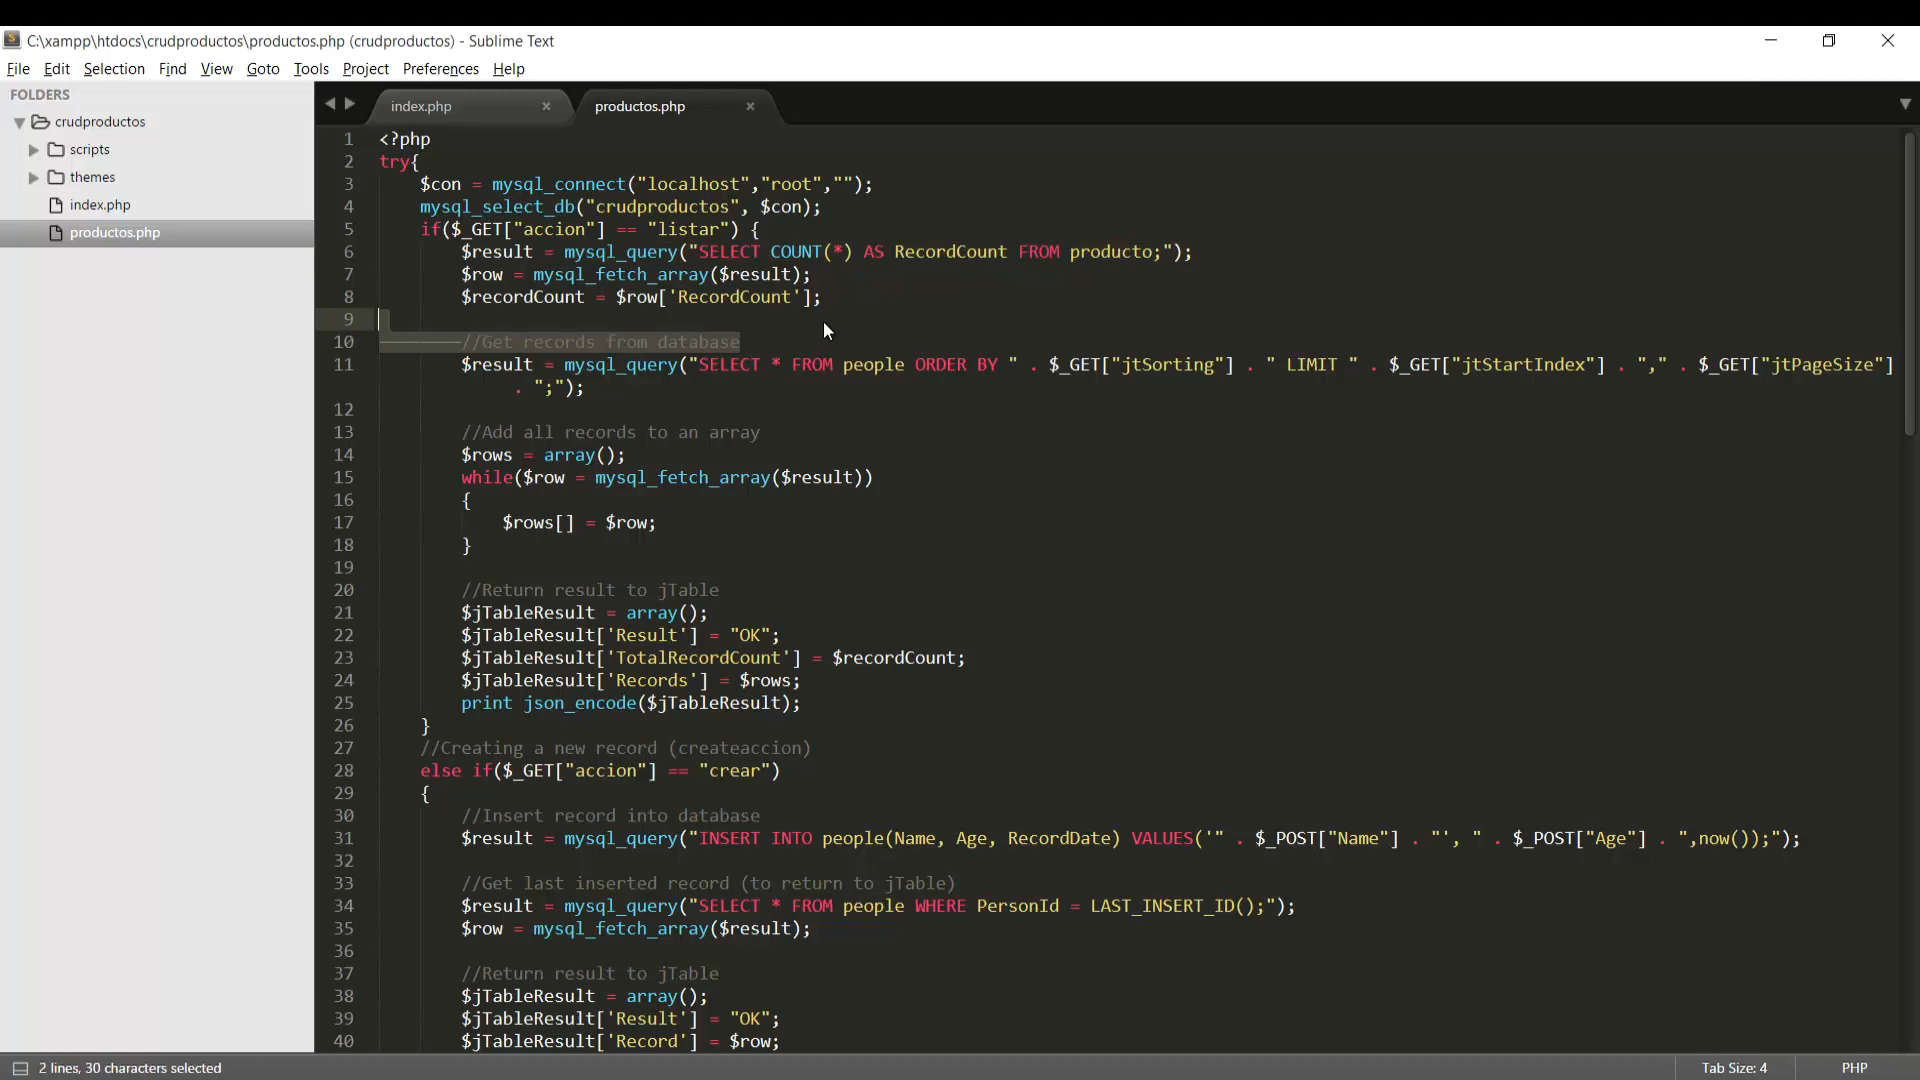 C:\xampp\htdocs\crudproductos\productos.php (crudproductos) - Sublime Text
File Edit Selection Find View Goto Tools Project Preferences Help
FOLDERS
crudproductos
scripts
themes
index.php
productos.php
index.php × productos.php ×
1 <?php
2 try{
3 $con = mysql_connect("localhost","root","");
4 mysql_select_db("crudproductos", $con);
5 if($_GET["accion"] == "listar") {
6 $result = mysql_query("SELECT COUNT(*) AS RecordCount FROM producto;");
7 $row = mysql_fetch_array($result);
8 $recordCount = $row['RecordCount'];
9
10 //Get records from database
11 $result = mysql_query("SELECT * FROM people ORDER BY " . $_GET["jtSorting"] . " LIMIT " . $_GET["jtStartIndex"] . "," . $_GET["jtPageSize"]
. ";");
12
13 //Add all records to an array
14 $rows = array();
15 while($row = mysql_fetch_array($result))
16 {
17 $rows[] = $row;
18 }
19
20 //Return result to jTable
21 $jTableResult = array();
22 $jTableResult['Result'] = "OK";
23 $jTableResult['TotalRecordCount'] = $recordCount;
24 $jTableResult['Records'] = $rows;
25 print json_encode($jTableResult);
26 }
27 //Creating a new record (createaccion)
28 else if($_GET["accion"] == "crear")
29 {
30 //Insert record into database
31 $result = mysql_query("INSERT INTO people(Name, Age, RecordDate) VALUES('" . $_POST["Name"] . "', " . $_POST["Age"] . ",now());");
32
33 //Get last inserted record (to return to jTable)
34 $result = mysql_query("SELECT * FROM people WHERE PersonId = LAST_INSERT_ID();");
35 $row = mysql_fetch_array($result);
36
37 //Return result to jTable
38 $jTableResult = array();
39 $jTableResult['Result'] = "OK";
40 $jTableResult['Record'] = $row;
2 lines, 30 characters selected Tab Size: 4 PHP